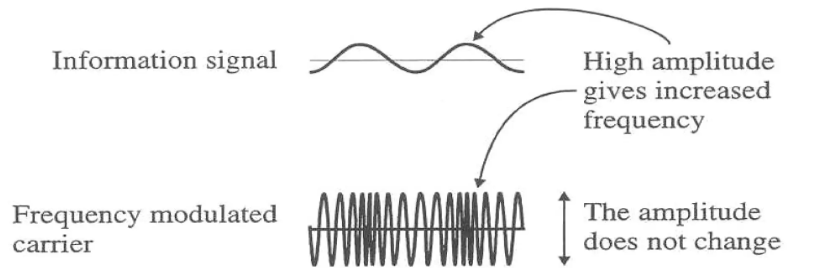 Information signal
High amplitude
gives increased
frequency
Frequency modulated
carrier
The amplitude
does not change